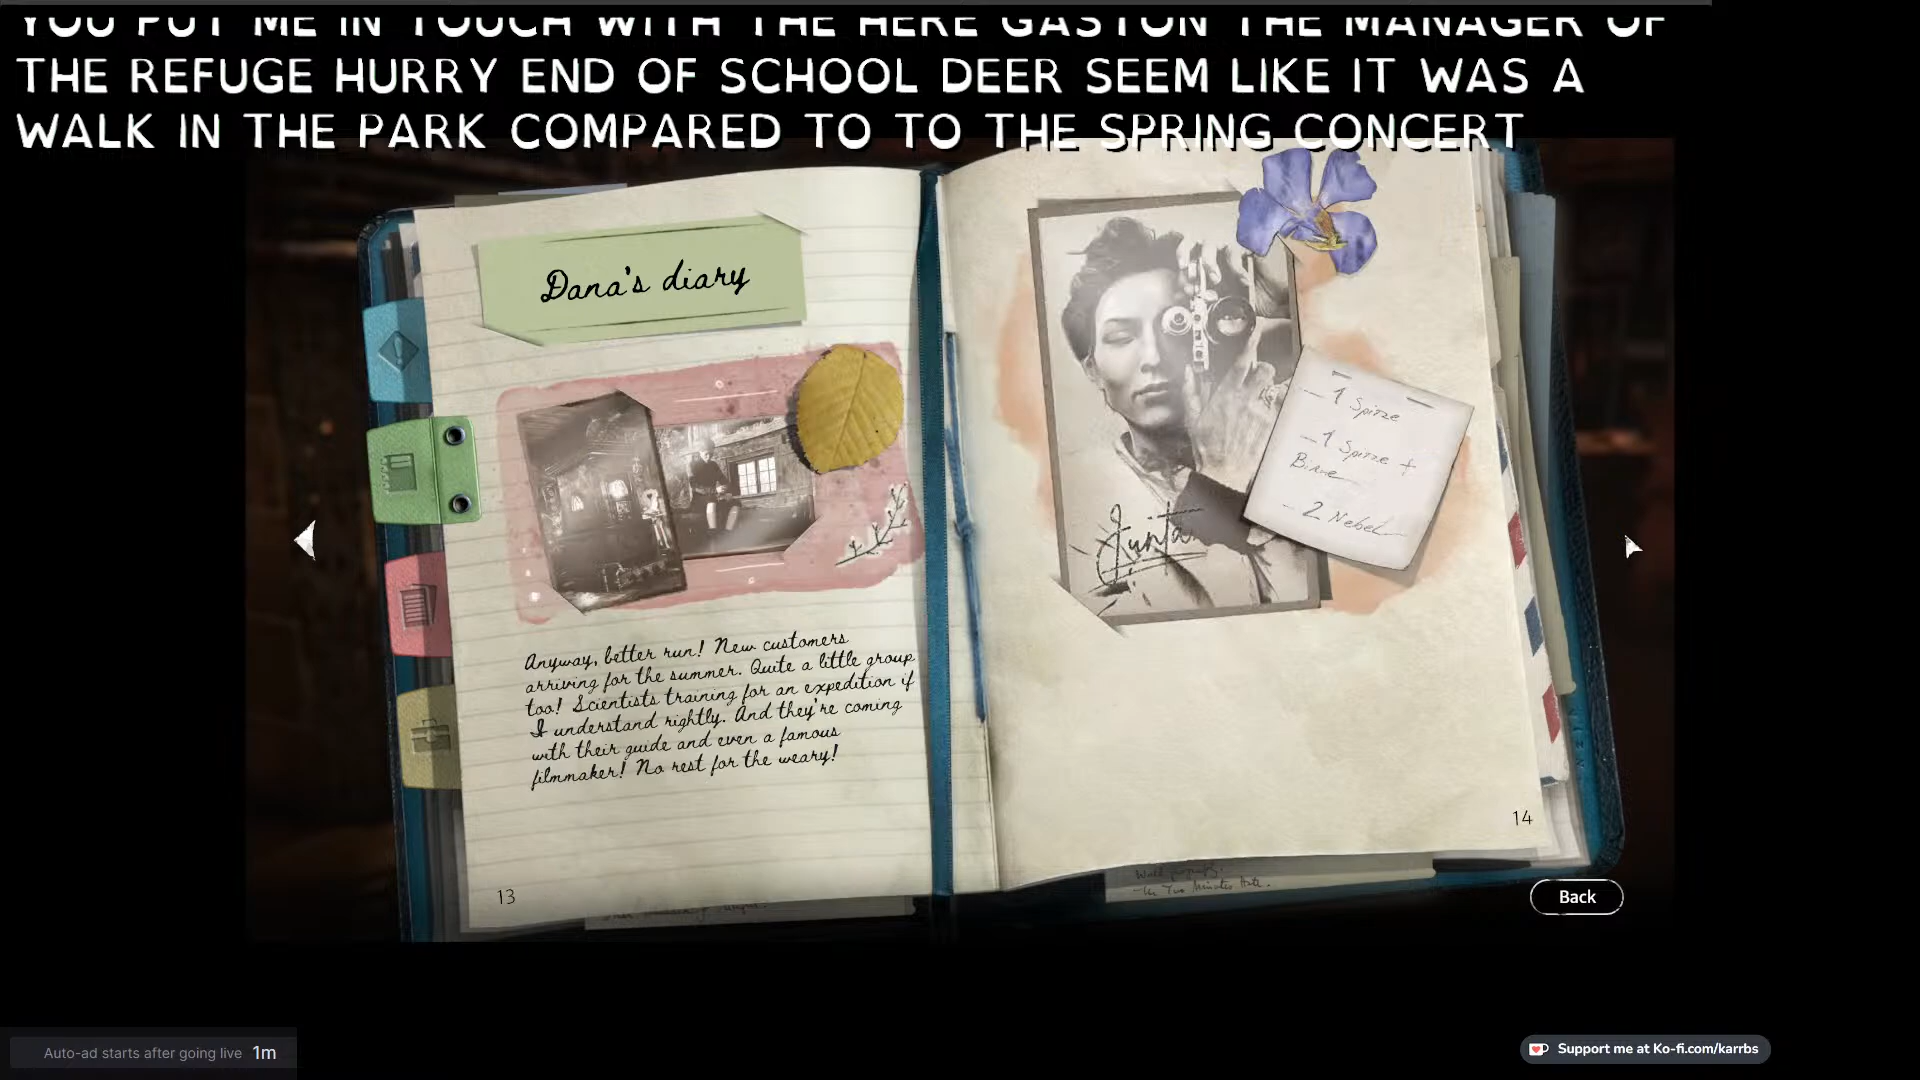 YOU PUT ME IN TOUCH WITH THE HERE GASTON THE MANAGER OF
THE REFUGE HURRY END OF SCHOOL DEER SEEM LIKE IT WAS A
WALK IN THE PARK COMPARED TO TO THE SPRING CONCERT
Dana's diary
Anyway, better run! New customers
arriving for the summer. Quite a little group
too! Scientists training for an expedition if
I understand rightly. And they're coming
with their guide and even a famous
filmmaker! No rest for the weary!
13
1 Spitze
1 Spitze +
Birne
2 Nebel
14
Back
Auto-ad starts after going live 1m
Support me at Ko-fi.com/karrbs